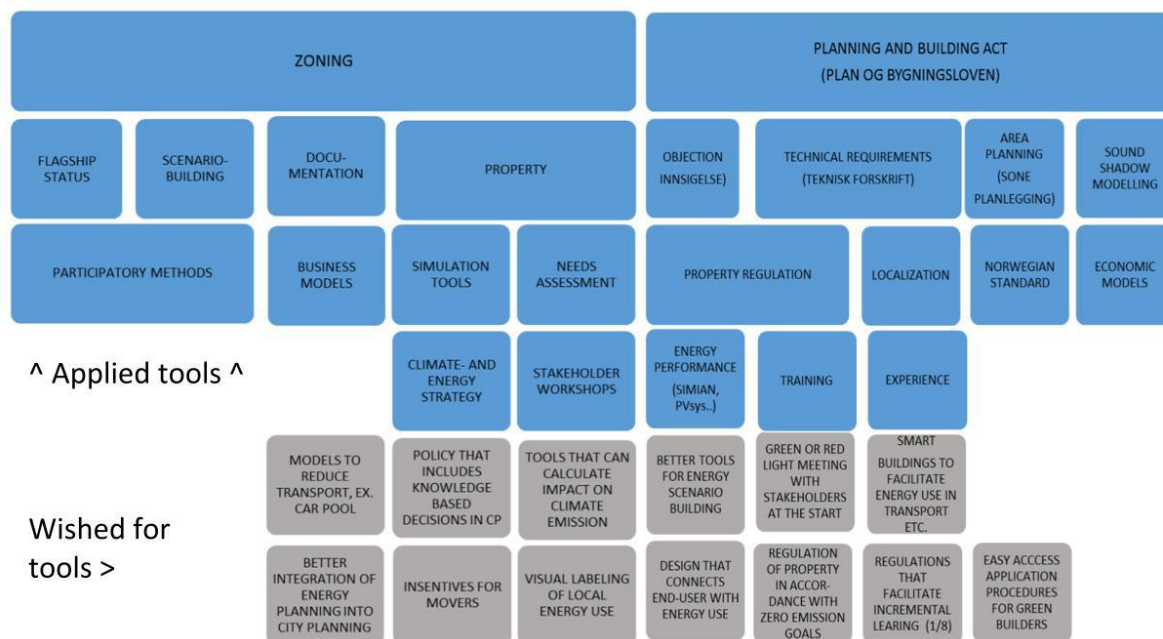 ZONING
PLANNING AND BUILDING ACT
(PLAN OG BYGNINGSLOVEN)
FLAGSHIP
STATUS
SCENARIO-
BUILDING
DOCU-
MENTATION
PROPERTY
OBJECTION
INNSIGELSE)
TECHNICAL REQUIREMENTS
(TEKNISK FORSKRIFT)
AREA
PLANNING
(SONE
PLANLEGGING)
SOUND
SHADOW
MODELLING
PARTICIPATORY METHODS
BUSINESS
MODELS
SIMULATION
TOOLS
NEEDS
ASSESSMENT
PROPERTY REGULATION
LOCALIZATION
NORWEGIAN
STANDARD
ECONOMIC
MODELS
^ Applied tools ^
CLIMATE- AND
ENERGY
STRATEGY
STAKEHOLDER
WORKSHOPS
ENERGY
PERFORMANCE
(SIMIAN,
PVsys..)
TRAINING
EXPERIENCE
Wished for
tools >
MODELS TO
REDUCE
TRANSPORT, EX.
CAR POOL
POLICY THAT
INCLUDES
KNOWLEDGE
BASED
DECISIONS IN CP
TOOLS THAT CAN
CALCULATE
IMPACT ON
CLIMATE
EMISSION
BETTER TOOLS
FOR ENERGY
SCENARIO
BUILDING
GREEN OR RED
LIGHT MEETING
WITH
STAKEHOLDERS
AT THE START
SMART
BUILDINGS TO
FACILITATE
ENERGY USE IN
TRANSPORT
ETC.
BETTER
INTEGRATION OF
ENERGY
PLANNING INTO
CITY PLANNING
INSENTIVES FOR
MOVERS
VISUAL LABELING
OF LOCAL
ENERGY USE
DESIGN THAT
CONNECTS
END-USER WITH
ENERGY USE
REGULATION
OF PROPERTY
IN ACCOR-
DANCE WITH
ZERO EMISSION
GOALS
REGULATIONS
THAT
FACILITATE
INCREMENTAL
LEARING (1/8)
EASY ACCCESS
APPLICATION
PROCEDURES
FOR GREEN
BUILDERS